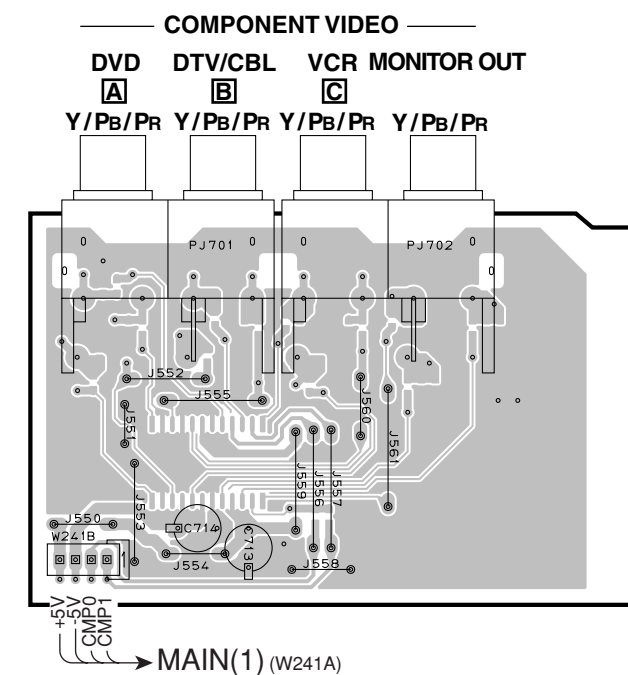 COMPONENT VIDEO
DVD DTV/CBL VCR MONITOR OUT
A B C
Y/PB/PR Y/PB/PR Y/PB/PR Y/PB/PR
PJ701 PJ702
J552
J555
J551
J560
J561
J553
J559
J556
J557
J550
W241B
1
C714
C713
J554
J558
+5V
-5V
CMP0
CMP1
MAIN(1) (W241A)